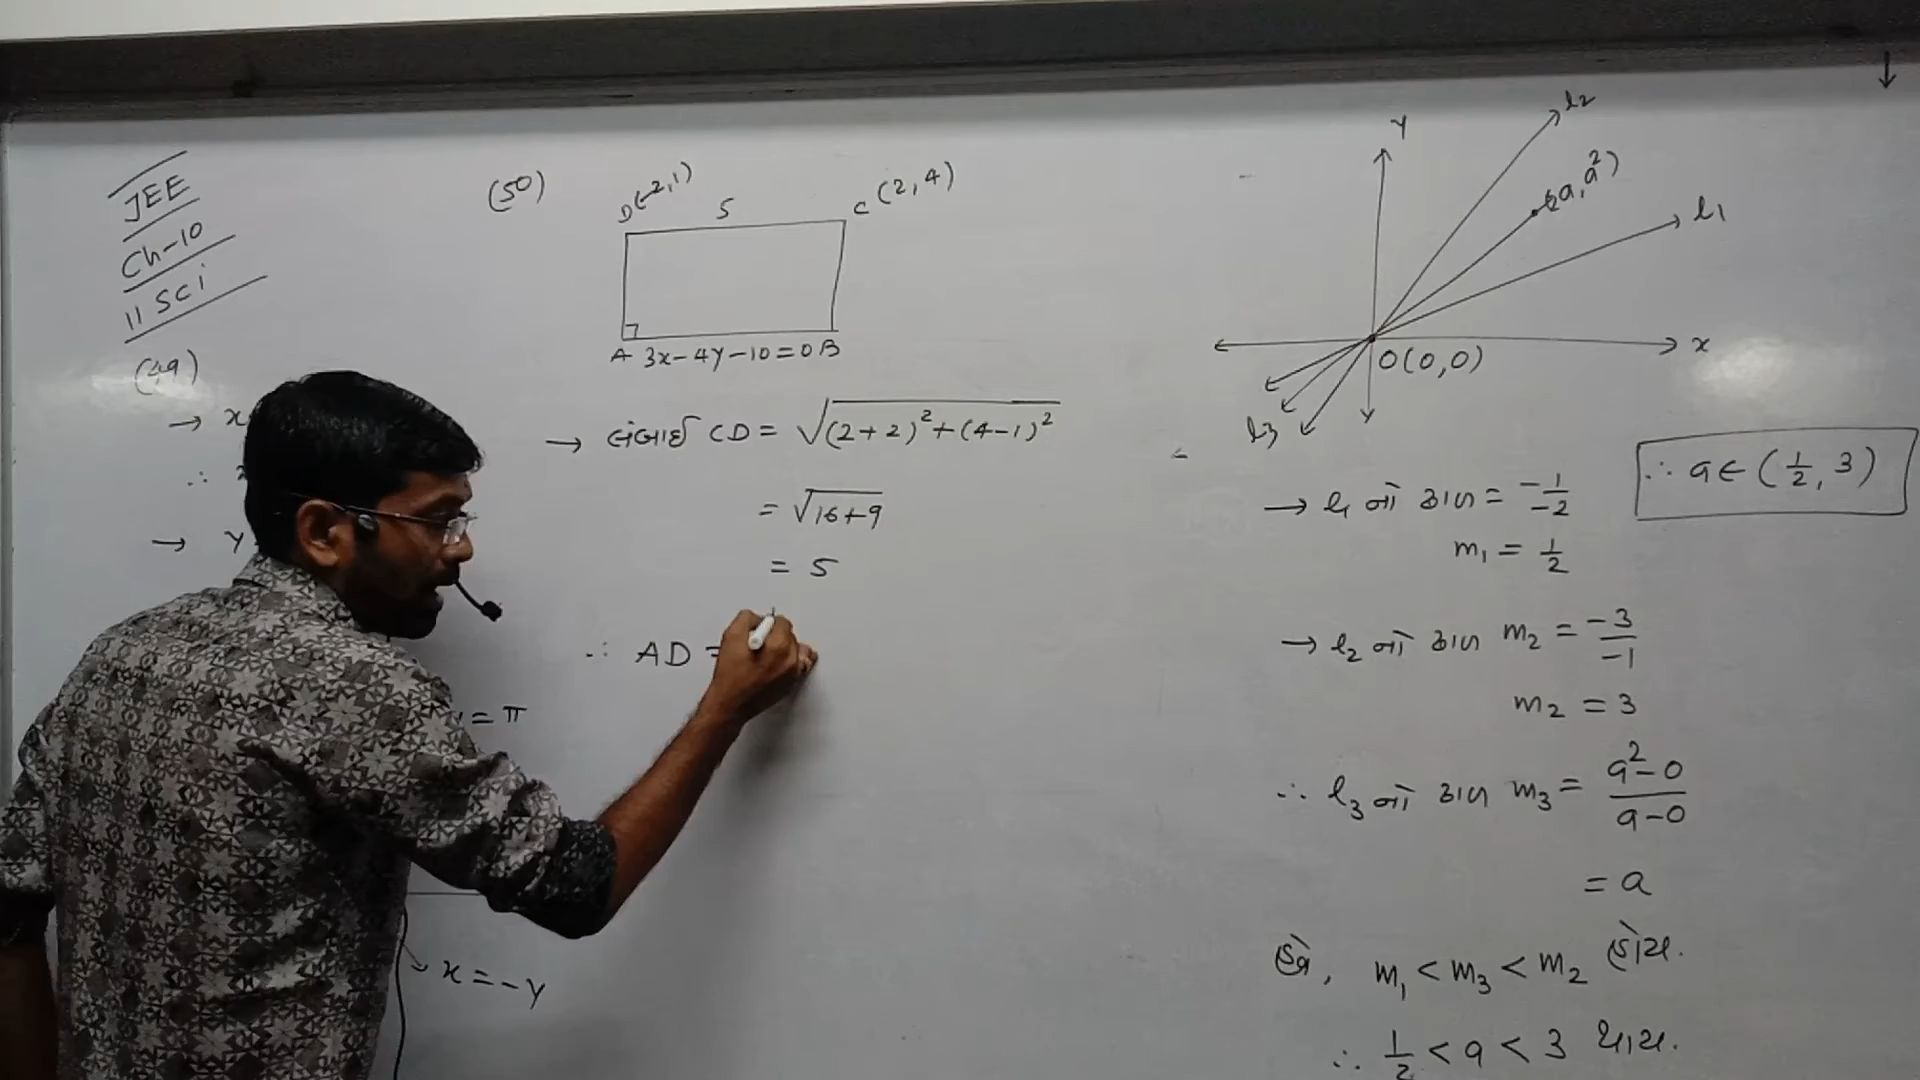 JEE
Ch-10
11 SCI
(49)
→ x
∴
→ y
= π
x = -y
(50)
D(-2,1) 5 C (2,4)
A 3x-4y-10=0 B
→ લંબાઈ CD = √((2+2)²+(4-1)²)
= √(16+9)
= 5
∴ AD =
y
l2
(a, a²)
l1
x
O(0,0)
y
l3
→ l1 નો ઢાળ = -1/-2
m1 = 1/2
∴ a∈(1/2, 3)
→ l2 નો ઢાળ m2 = -3/-1
m2 = 3
∴ l3 નો ઢાળ m3 = a²-0/a-0
= a
હવે, m1 < m3 < m2 હોય.
∴ 1/2 < a < 3 થાય.